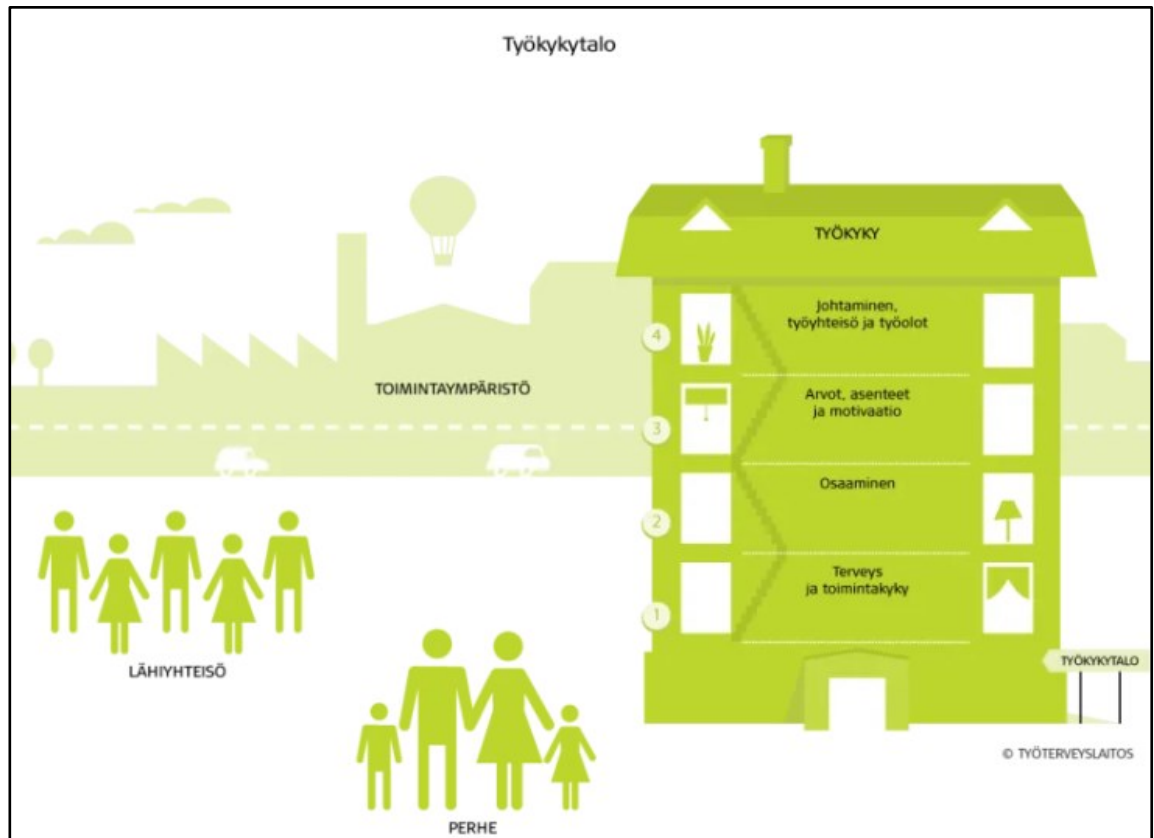 Työkykytalo
TYÖKYKY
4
Johtaminen,
työyhteisö ja työolot
TOIMINTAYMPÄRISTÖ
3
Arvot, asenteet
ja motivaatio
2
Osaaminen
1
Terveys
ja toimintakyky
LÄHIYHTEISÖ
TYÖKYKYTALO
© TYÖTERVEYSLAITOS
PERHE